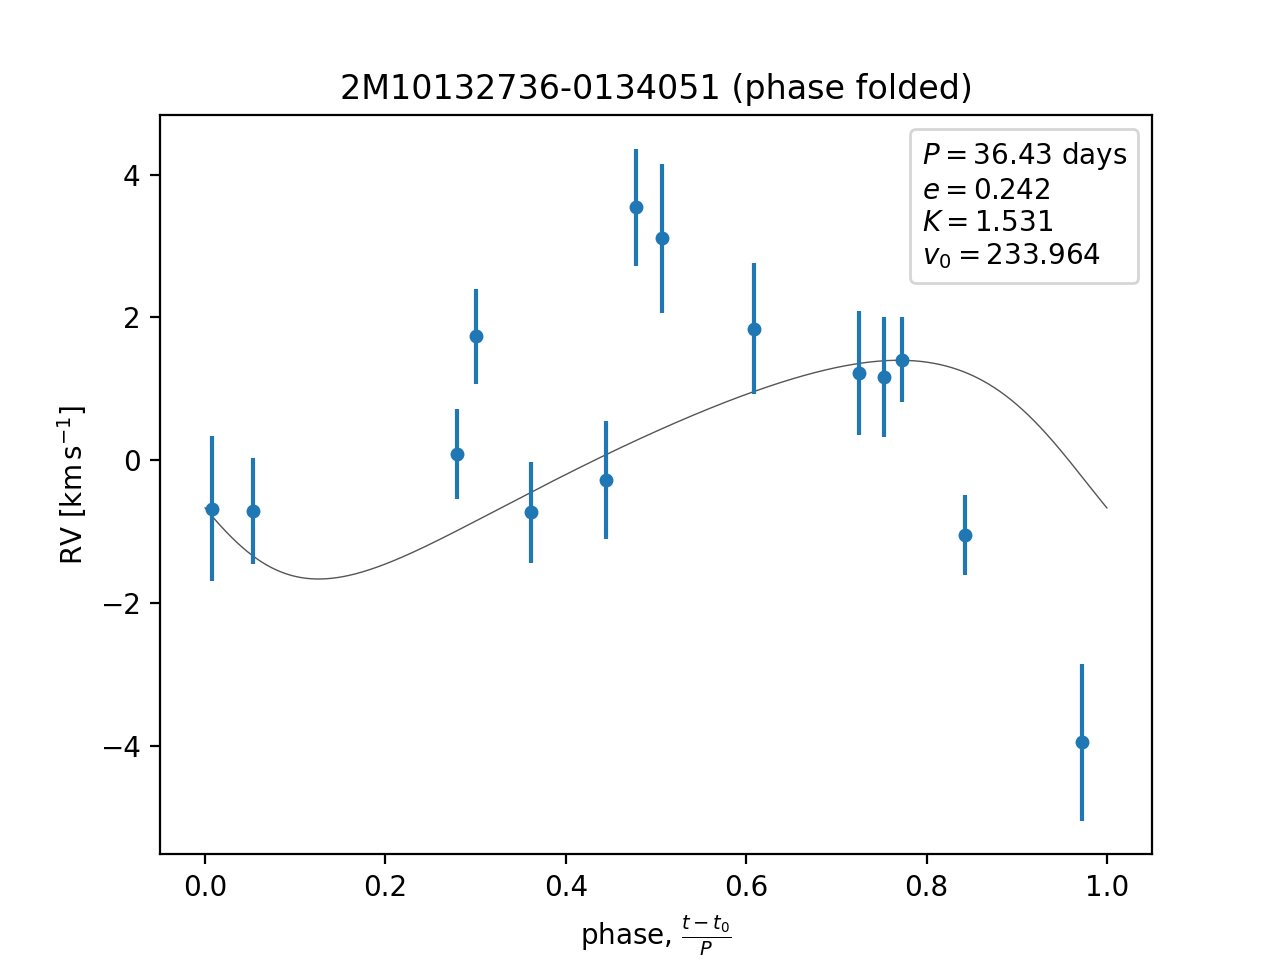 2M10132736-0134051 (phase folded)
P = 36.43 days
e = 0.242
K = 1.531
v₀ = 233.964
RV [km s⁻¹]
4
2
0
−2
−4
0.0 0.2 0.4 0.6 0.8 1.0
phase, (t − t₀)/P